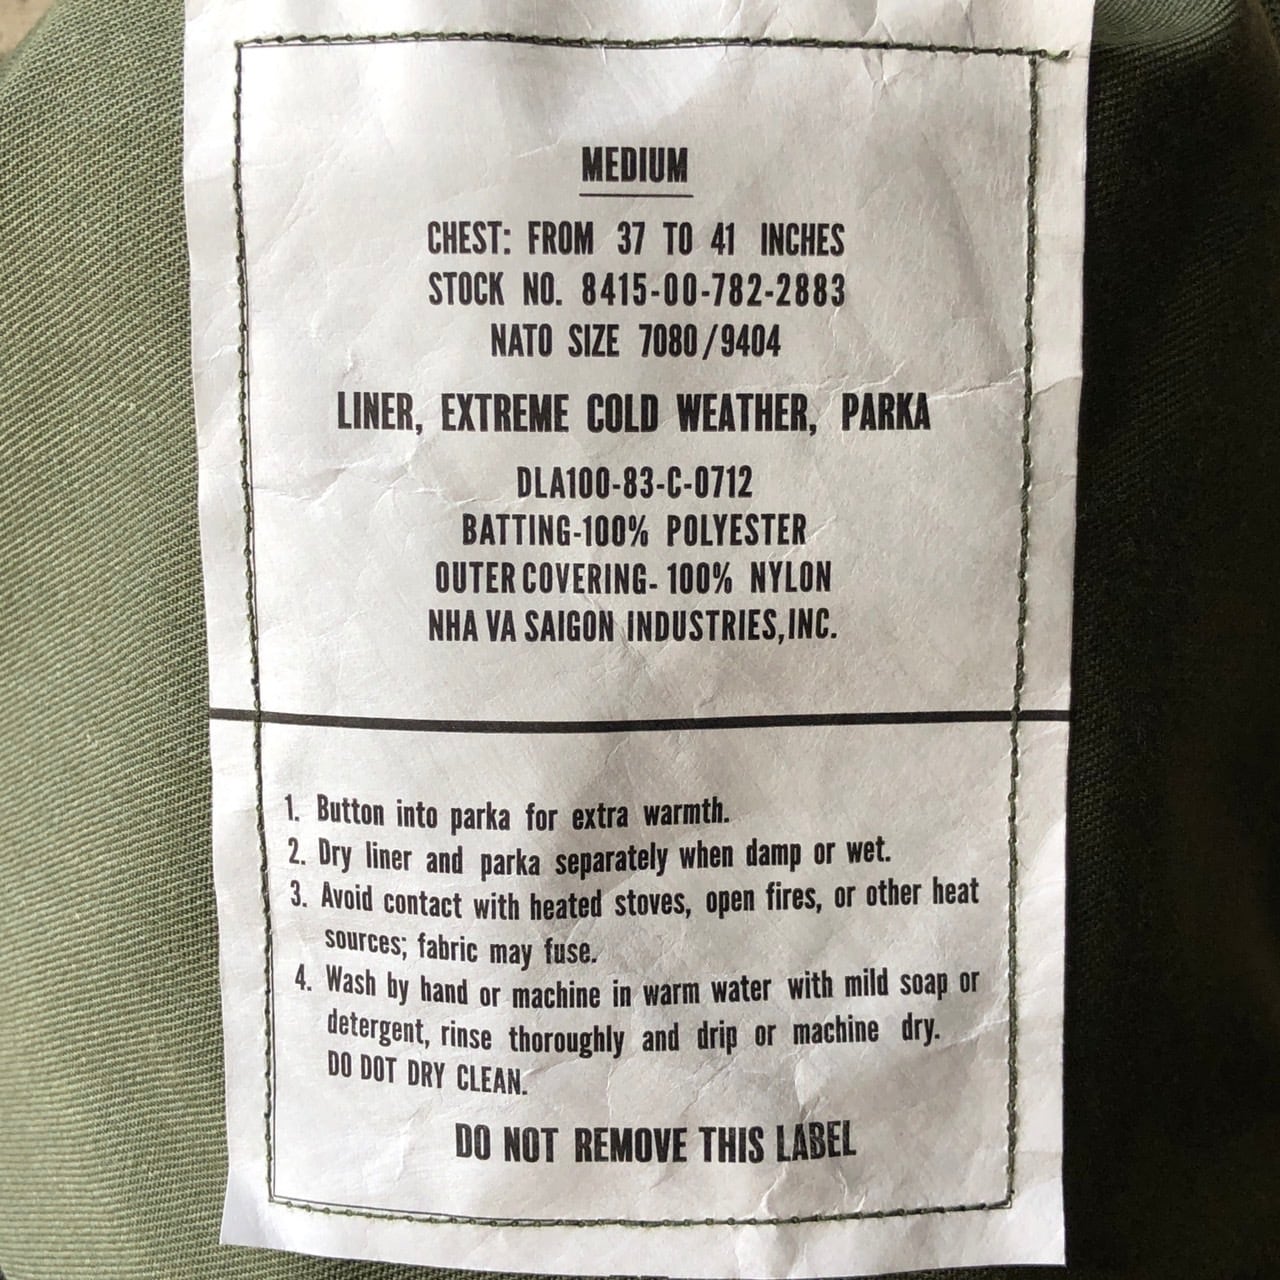 MEDIUM
CHEST: FROM 37 TO 41 INCHES
STOCK NO. 8415-00-782-2883
NATO SIZE 7080/9404
LINER, EXTREME COLD WEATHER, PARKA
DLA100-83-C-0712
BATTING-100% POLYESTER
OUTER COVERING- 100% NYLON
NHA VA SAIGON INDUSTRIES,INC.
1. Button into parka for extra warmth.
2. Dry liner and parka separately when damp or wet.
3. Avoid contact with heated stoves, open fires, or other heat
sources; fabric may fuse.
4. Wash by hand or machine in warm water with mild soap or
detergent, rinse thoroughly and drip or machine dry.
DO DOT DRY CLEAN.
DO NOT REMOVE THIS LABEL